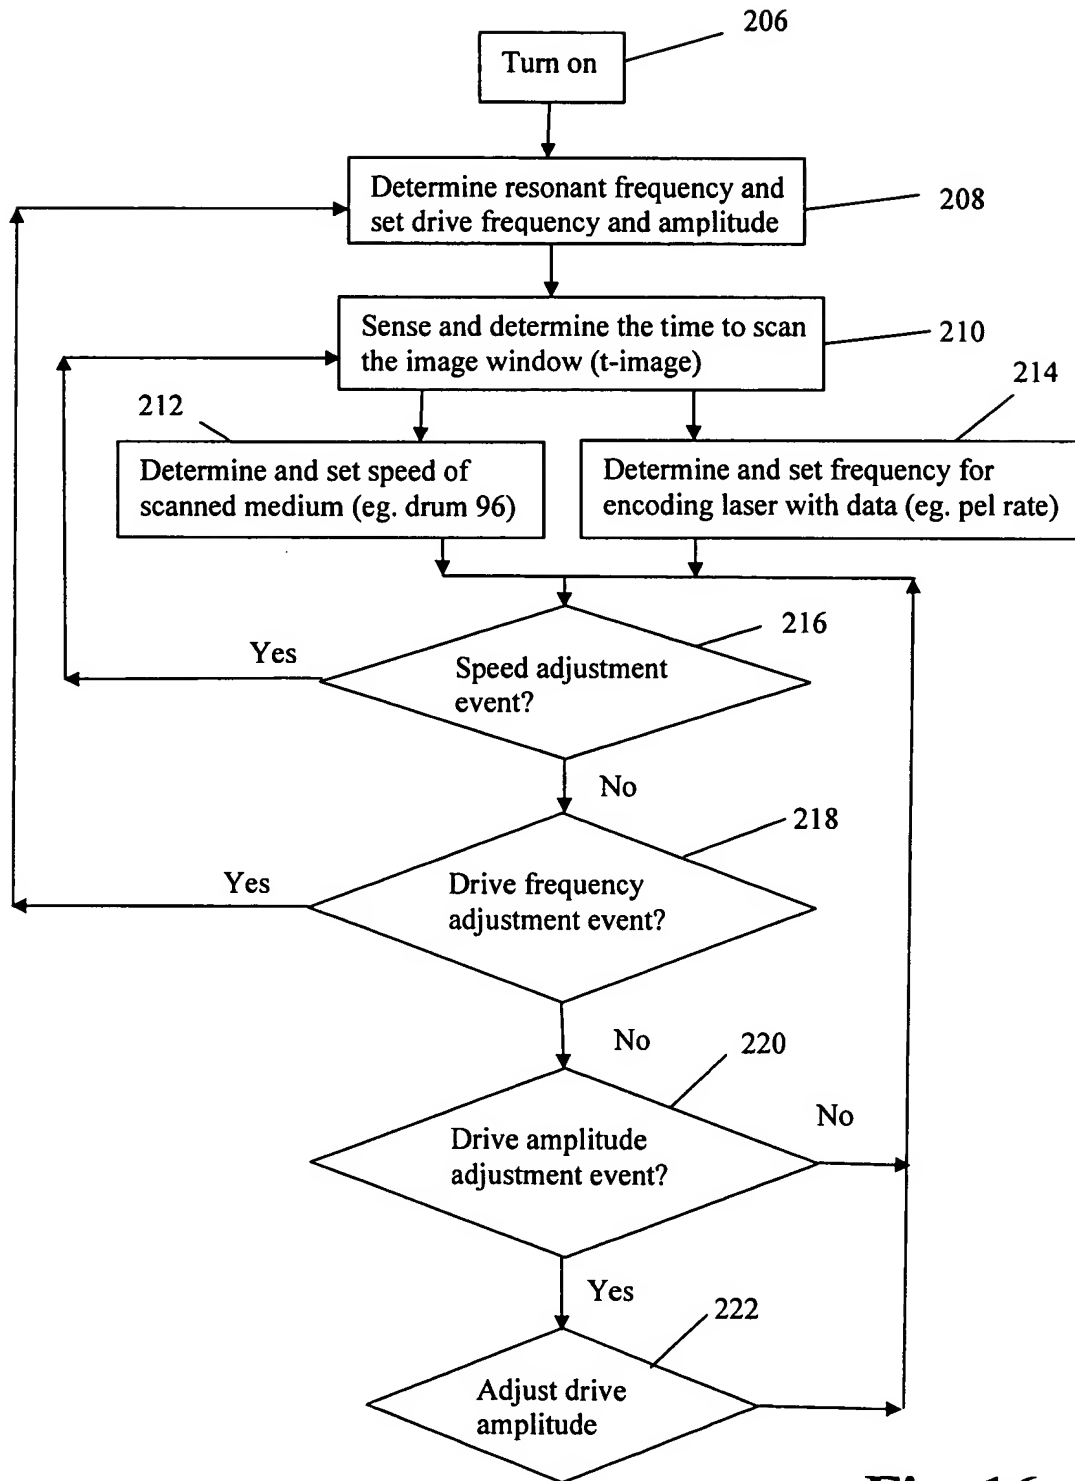 206
Turn on
Determine resonant frequency and
set drive frequency and amplitude
208
Sense and determine the time to scan
the image window (t-image)
210
212
214
Determine and set speed of
scanned medium (eg. drum 96)
Determine and set frequency for
encoding laser with data (eg. pel rate)
216
Yes
Speed adjustment
event?
No
218
Yes
Drive frequency
adjustment event?
No
220
No
Drive amplitude
adjustment event?
Yes
222
Adjust drive
amplitude